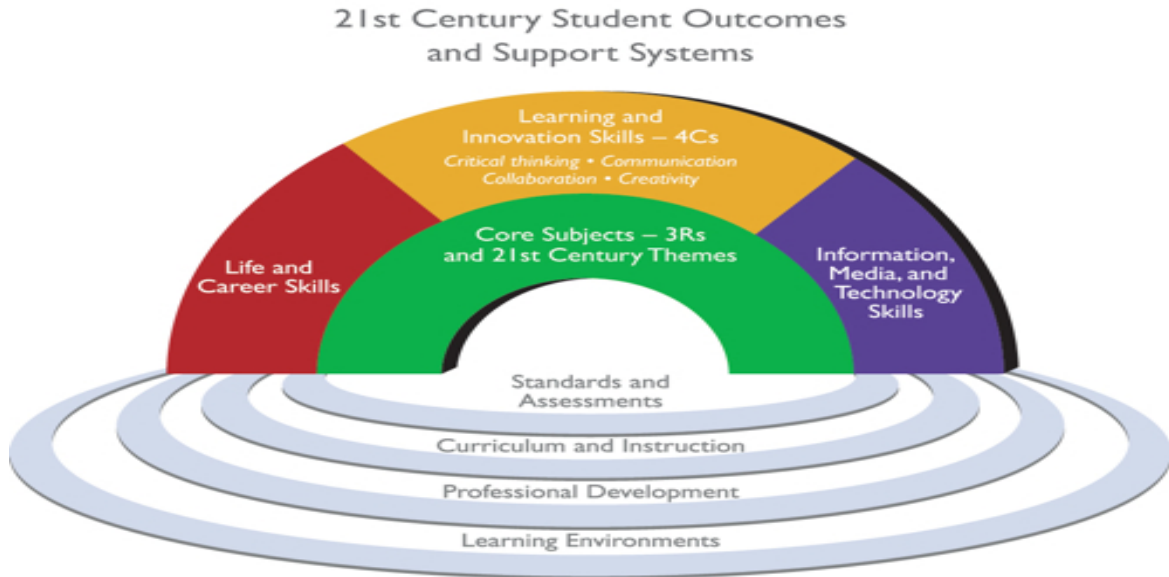 21st Century Student Outcomes
and Support Systems
Learning and
Innovation Skills – 4Cs
Critical thinking • Communication
Collaboration • Creativity
Core Subjects – 3Rs
and 21st Century Themes
Life and
Career Skills
Information,
Media, and
Technology
Skills
Standards and
Assessments
Curriculum and Instruction
Professional Development
Learning Environments